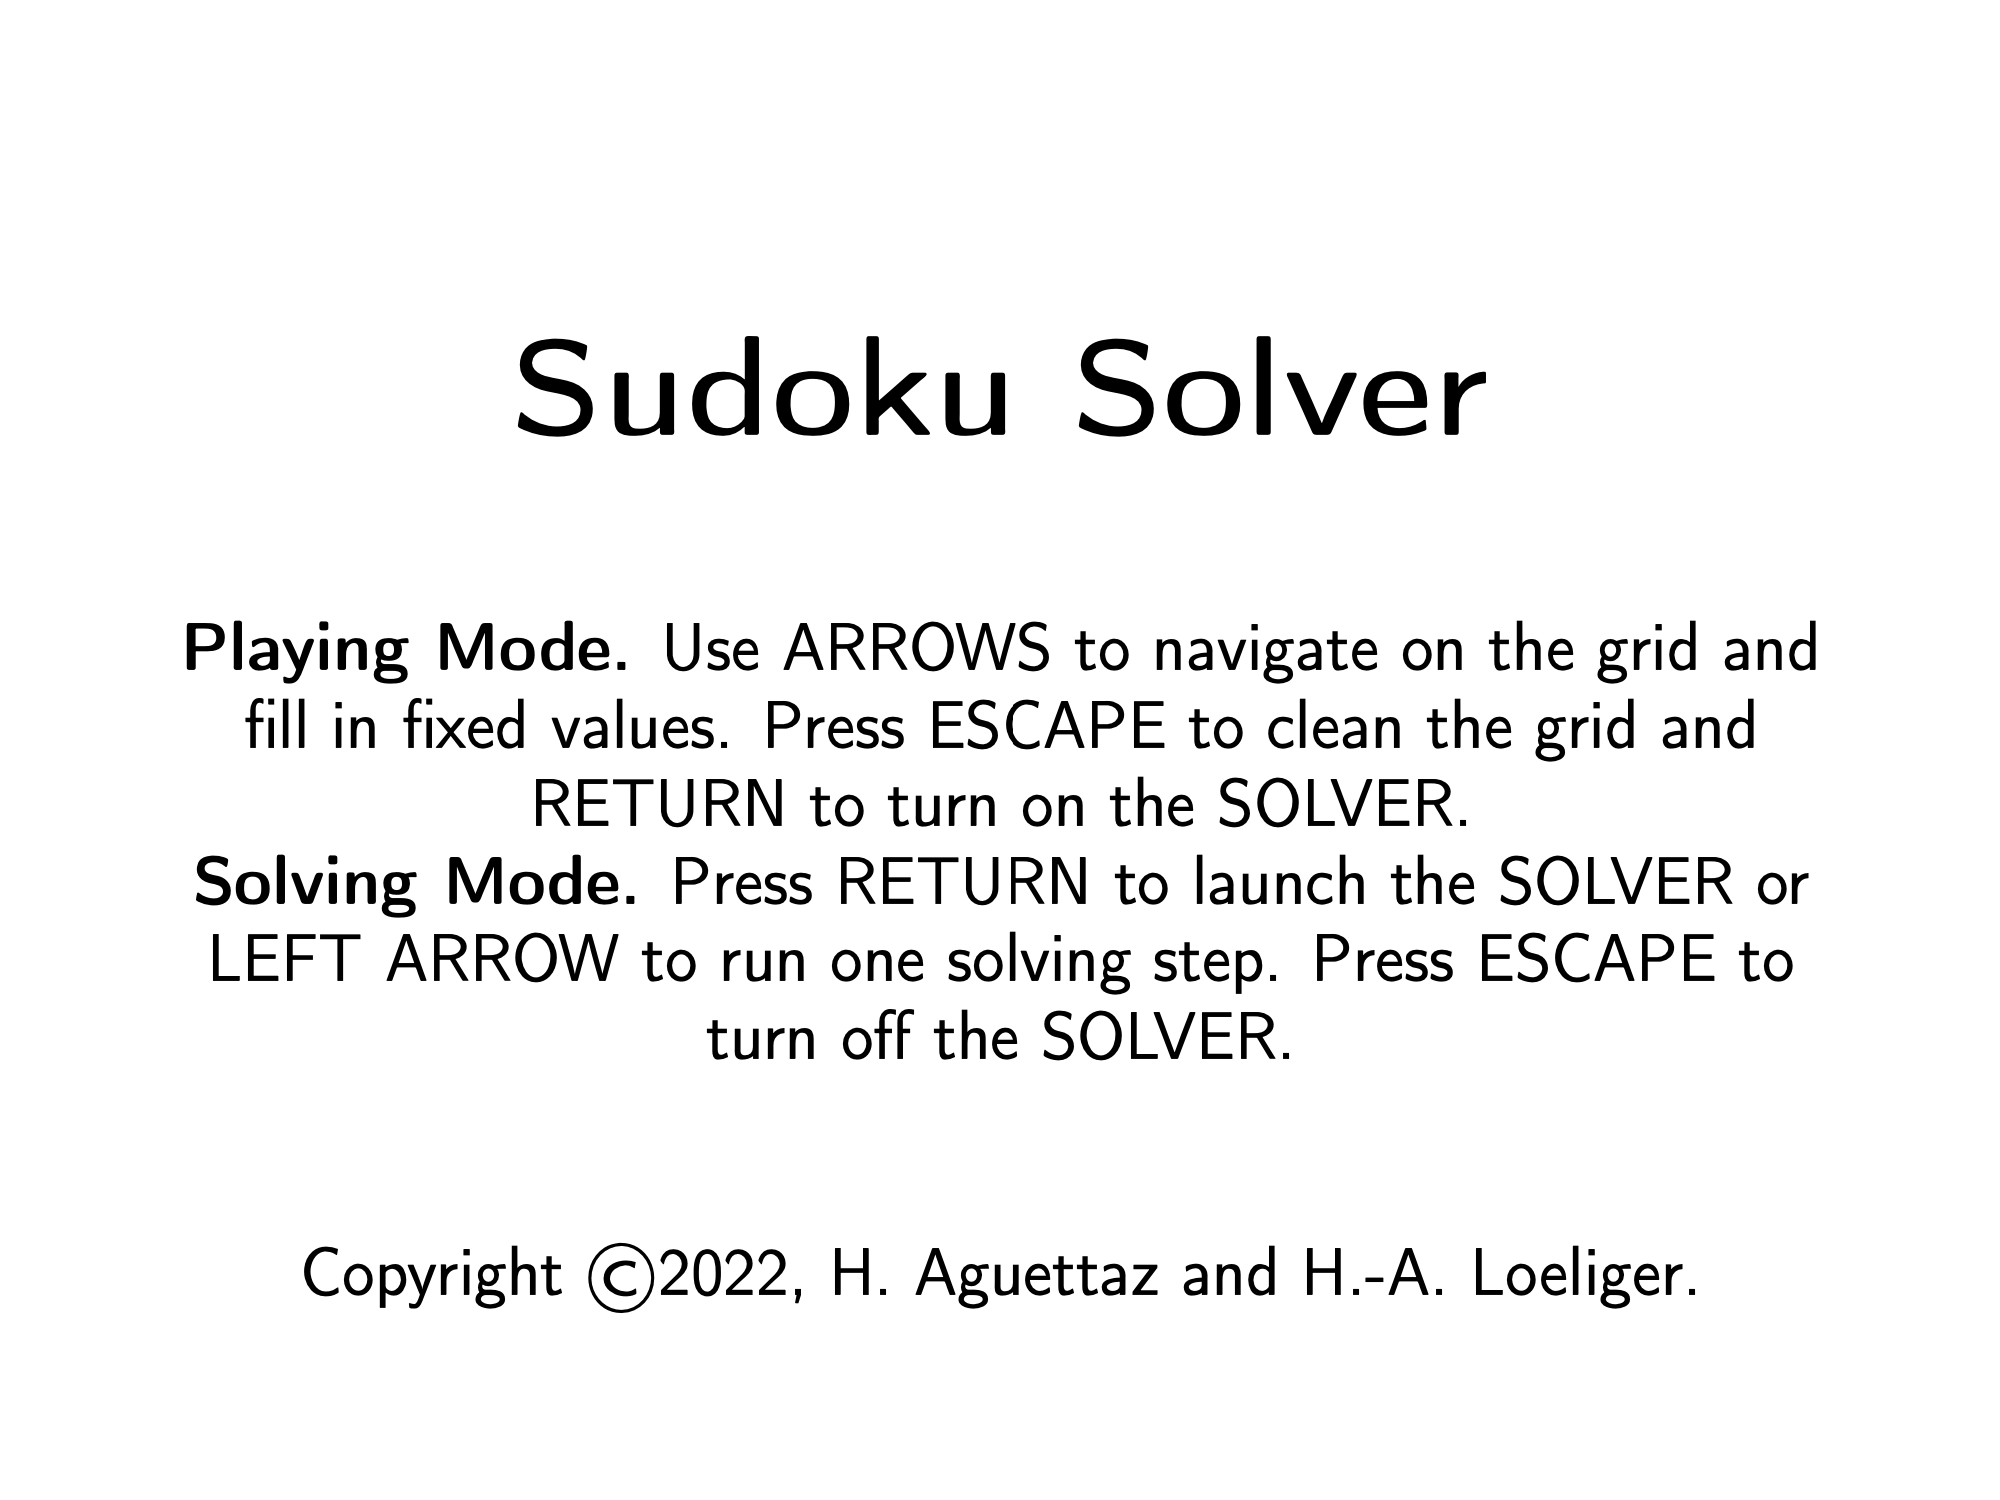 Sudoku Solver
Playing Mode. Use ARROWS to navigate on the grid and
fill in fixed values. Press ESCAPE to clean the grid and
RETURN to turn on the SOLVER.
Solving Mode. Press RETURN to launch the SOLVER or
LEFT ARROW to run one solving step. Press ESCAPE to
turn off the SOLVER.
Copyright ©2022, H. Aguettaz and H.-A. Loeliger.